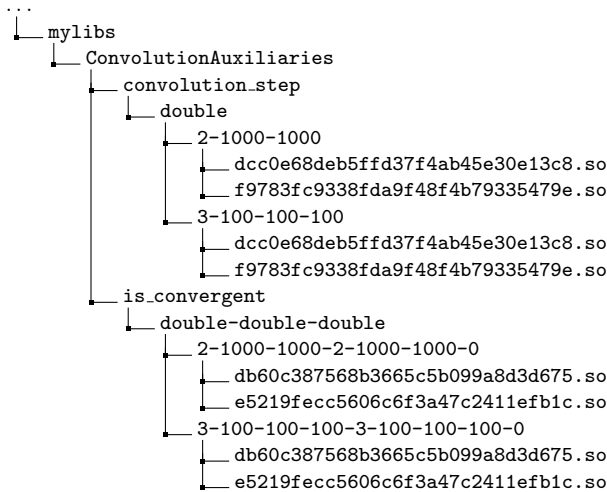 ...
mylibs
ConvolutionAuxiliaries
convolution_step
double
2-1000-1000
dcc0e68deb5ffd37f4ab45e30e13c8.so
f9783fc9338fda9f48f4b79335479e.so
3-100-100-100
dcc0e68deb5ffd37f4ab45e30e13c8.so
f9783fc9338fda9f48f4b79335479e.so
is_convergent
double-double-double
2-1000-1000-2-1000-1000-0
db60c387568b3665c5b099a8d3d675.so
e5219fecc5606c6f3a47c2411efb1c.so
3-100-100-100-3-100-100-100-0
db60c387568b3665c5b099a8d3d675.so
e5219fecc5606c6f3a47c2411efb1c.so